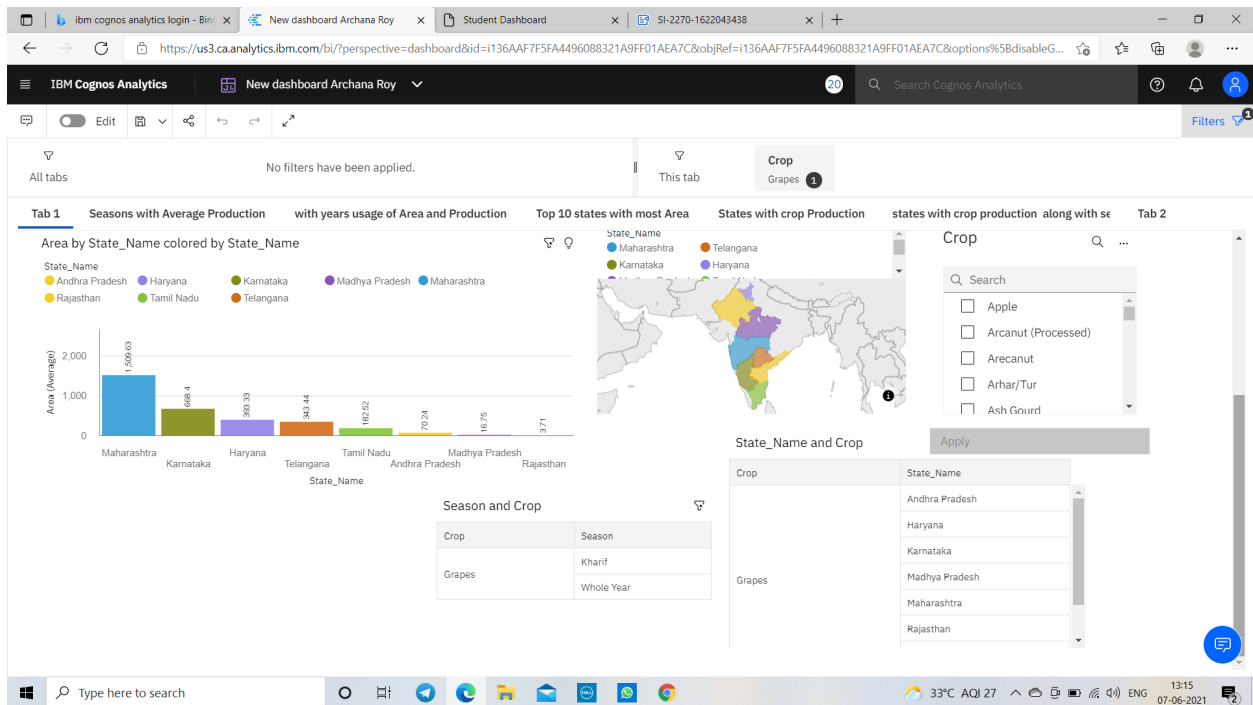 ibm cognos analytics login - Bin
New dashboard Archana Roy
Student Dashboard
SI-2270-1622043438
https://us3.ca.analytics.ibm.com/bi/?perspective=dashboard&id=i136AAF7F5FA4496088321A9FF01AEA7C&objRef=i136AAF7F5FA4496088321A9FF01AEA7C&options%5BdisableG...
IBM Cognos Analytics
New dashboard Archana Roy
20
Search Cognos Analytics
Edit
Filters 1
All tabs
No filters have been applied.
This tab
Crop
Grapes 1
Tab 1
Seasons with Average Production
with years usage of Area and Production
Top 10 states with most Area
States with crop Production
states with crop production along with se
Tab 2
Area by State_Name colored by State_Name
State_Name
Andhra Pradesh Haryana Karnataka Madhya Pradesh Maharashtra
Rajasthan Tamil Nadu Telangana
Area (Average)
2,000
1,000
0
1,509.63
668.4
393.33
343.44
182.52
70.24
16.75
3.71
Maharashtra
Karnataka
Haryana
Telangana
Tamil Nadu
Andhra Pradesh
Madhya Pradesh
Rajasthan
State_Name
State_Name
Maharashtra Telangana
Karnataka Haryana
Crop
...
Search
Apple
Arcanut (Processed)
Arecanut
Arhar/Tur
Ash Gourd
Apply
Season and Crop
Crop Season
Grapes
Kharif
Whole Year
State_Name and Crop
Crop State_Name
Grapes
Andhra Pradesh
Haryana
Karnataka
Madhya Pradesh
Maharashtra
Rajasthan
Type here to search
DELL
33°C AQI 27
ENG
13:15
07-06-2021
2